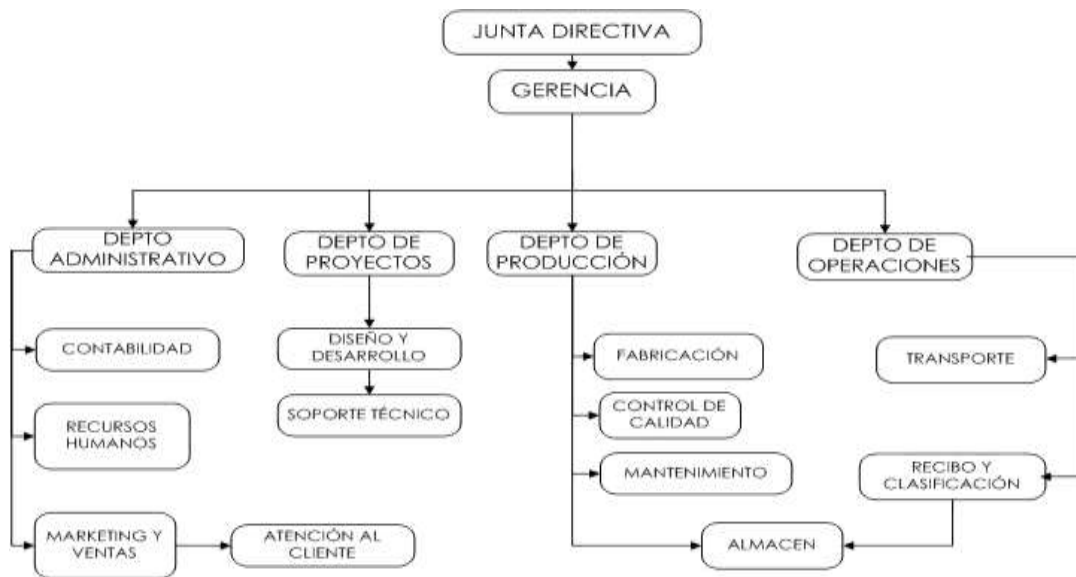 JUNTA DIRECTIVA
GERENCIA
DEPTO
ADMINISTRATIVO
DEPTO DE
PROYECTOS
DEPTO DE
PRODUCCIÓN
DEPTO DE
OPERACIONES
CONTABILIDAD
DISEÑO Y
DESARROLLO
FABRICACIÓN
TRANSPORTE
RECURSOS
HUMANOS
SOPORTE TÉCNICO
CONTROL DE
CALIDAD
MANTENIMIENTO
RECIBO Y
CLASIFICACIÓN
MARKETING Y
VENTAS
ATENCIÓN AL
CLIENTE
ALMACEN